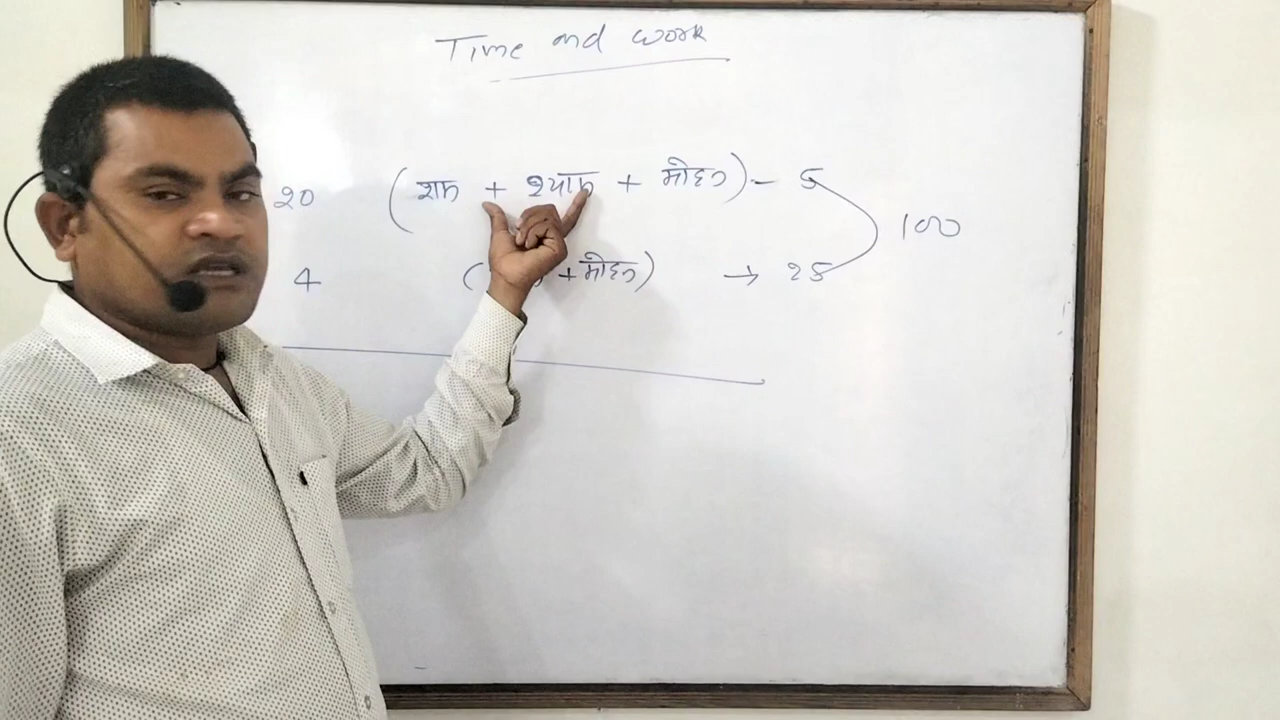 Time and work
20 (राम + श्याम + मोहन) - 5
100
4 ( + मोहन) → 25